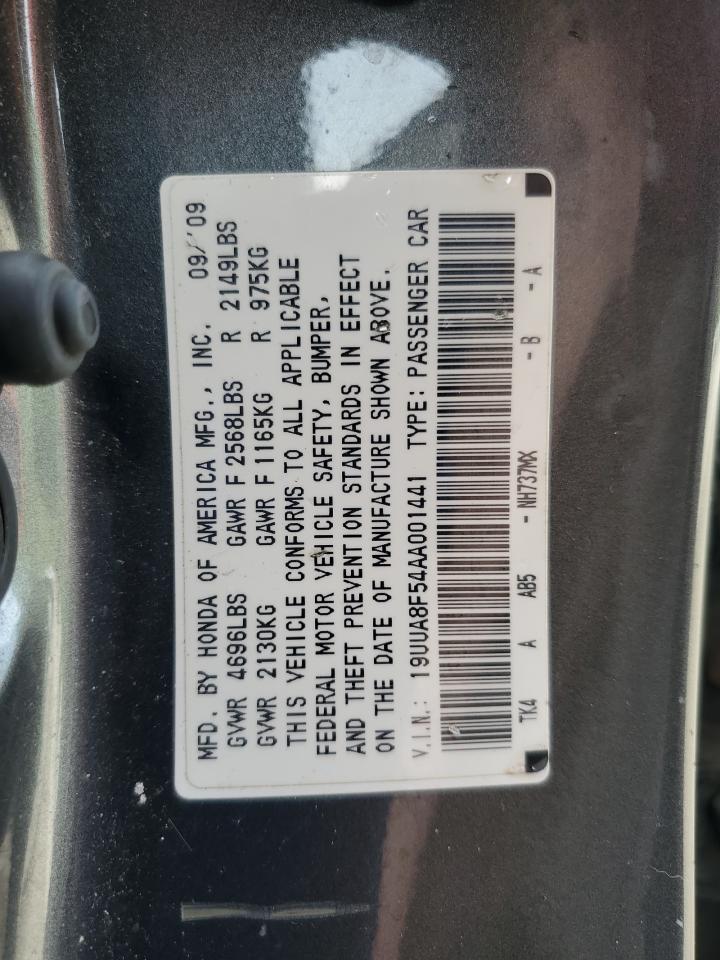 MFD. BY HONDA OF AMERICA MFG., INC. 09/'09
GVWR 4696LBS GAWR F 2568LBS R 2149LBS
GVWR 2130KG GAWR F 1165KG R 975KG
THIS VEHICLE CONFORMS TO ALL APPLICABLE
FEDERAL MOTOR VEHICLE SAFETY, BUMPER,
AND THEFT PREVENTION STANDARDS IN EFFECT
ON THE DATE OF MANUFACTURE SHOWN ABOVE.
V.I.N.: 19UUA8F54AA001441 TYPE: PASSENGER CAR
TK4 A AB5 - NH737MX - B - A